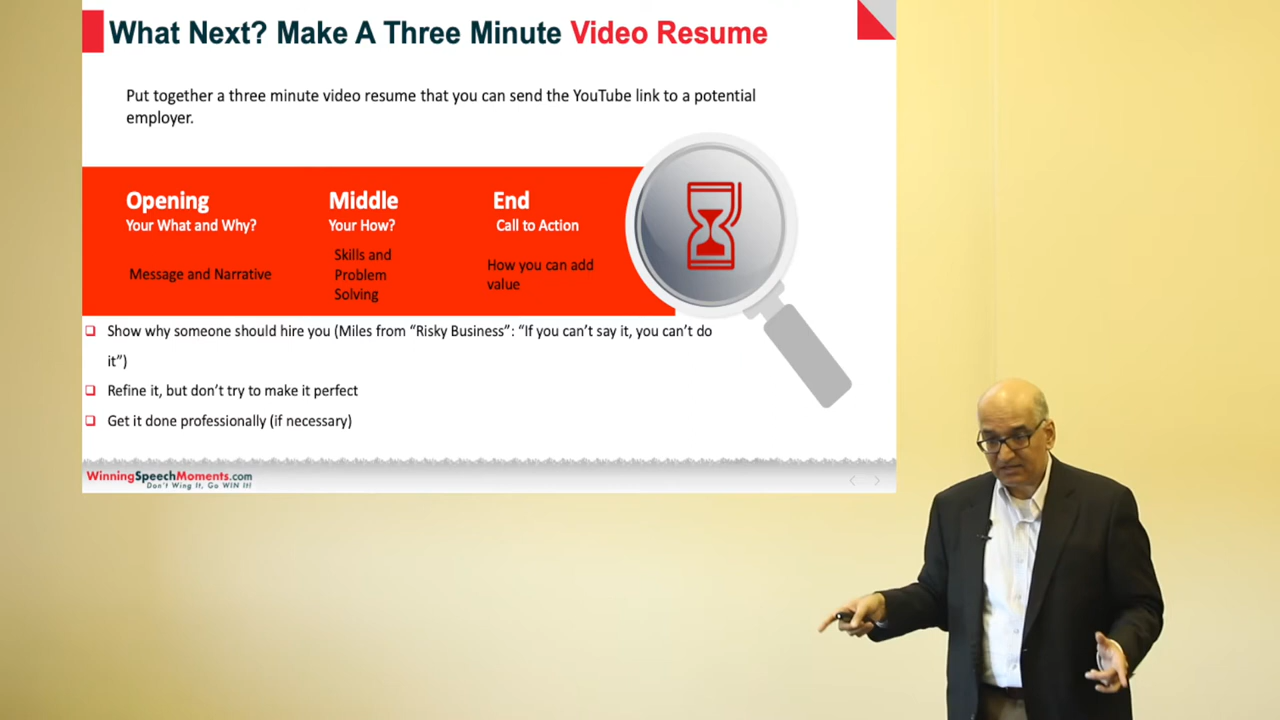 What Next? Make A Three Minute Video Resume
Put together a three minute video resume that you can send the YouTube link to a potential
employer.
Opening
Your What and Why?
Message and Narrative
Middle
Your How?
Skills and
Problem
Solving
End
Call to Action
How you can add
value
Show why someone should hire you (Miles from “Risky Business”: “If you can’t say it, you can’t do
it”)
Refine it, but don’t try to make it perfect
Get it done professionally (if necessary)
WinningSpeechMoments.com
Don't Wing It, Go WIN It!